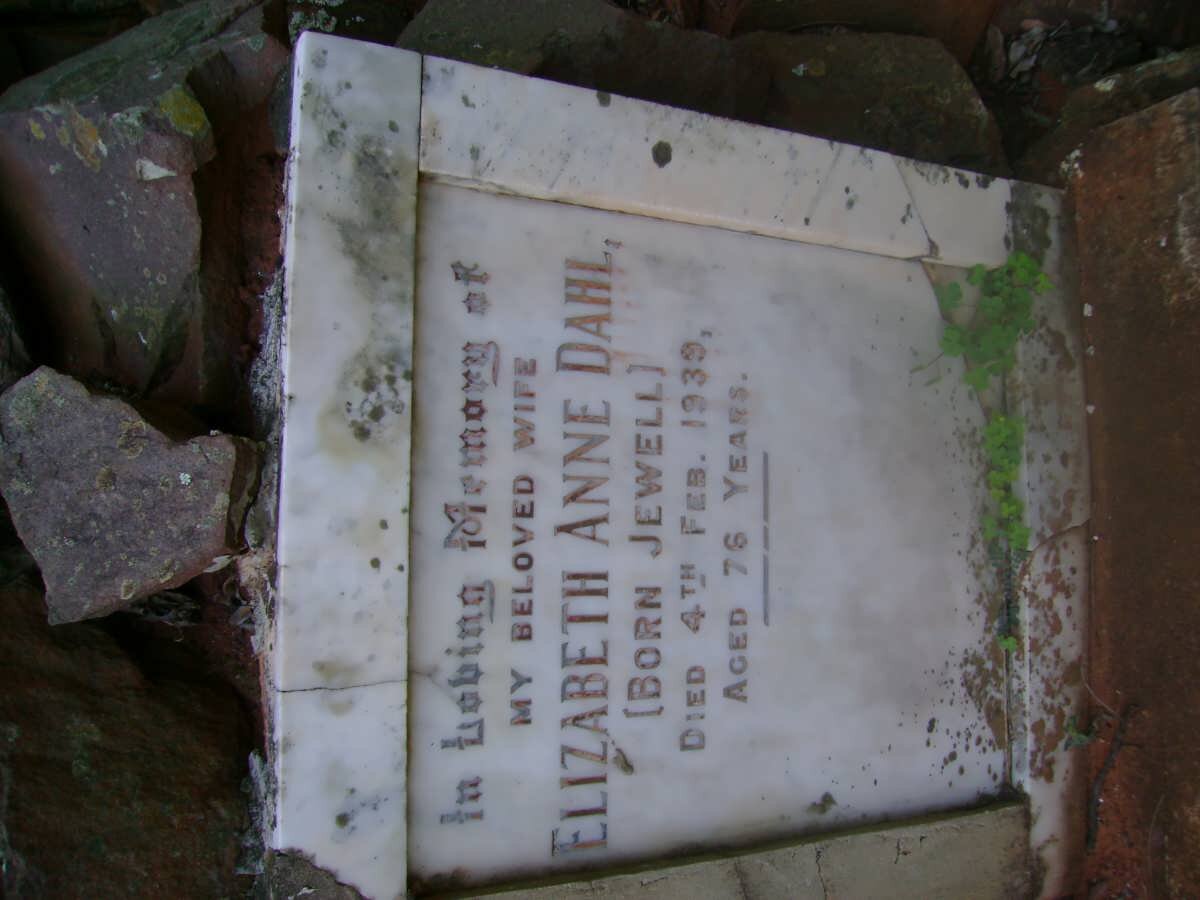 In Loving Memory of
MY BELOVED WIFE
ELIZABETH ANNE DAHL,
[BORN JEWELL]
DIED 4TH FEB. 1939,
AGED 76 YEARS.